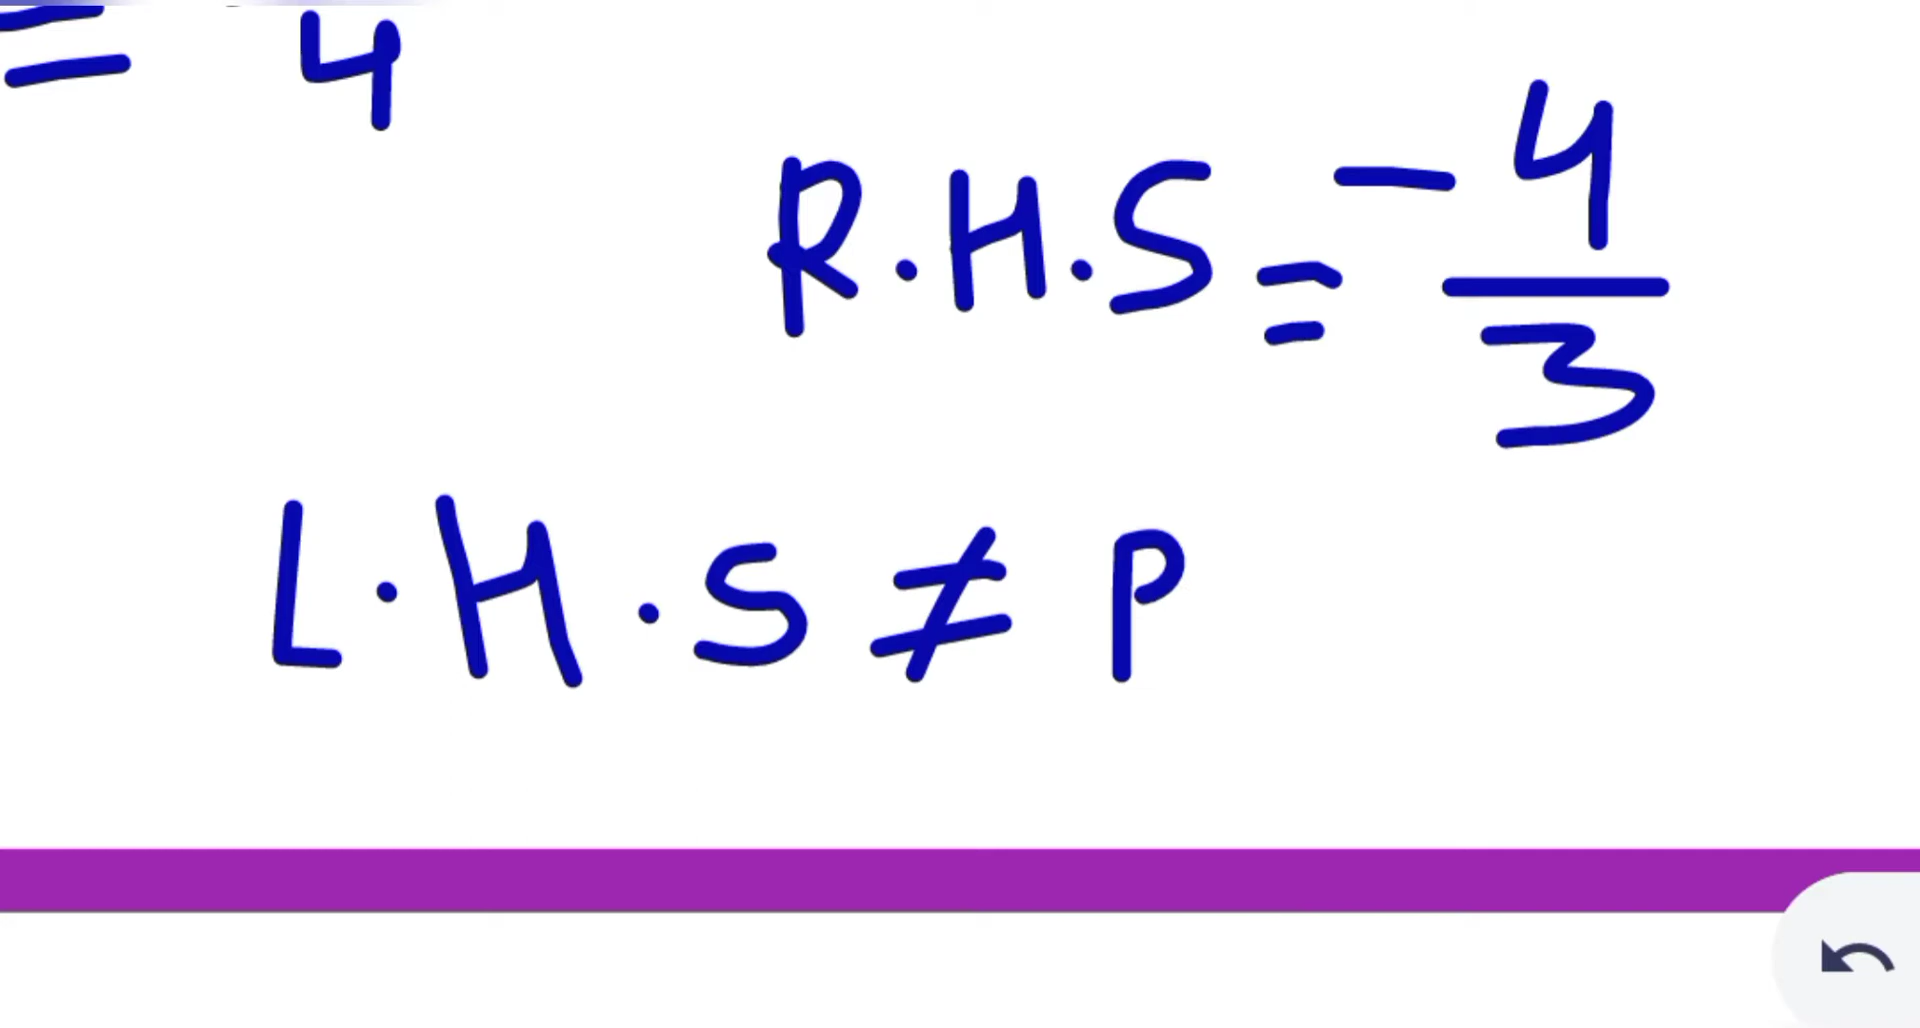 = 4
R.H.S = -4/3
L.H.S ≠ P